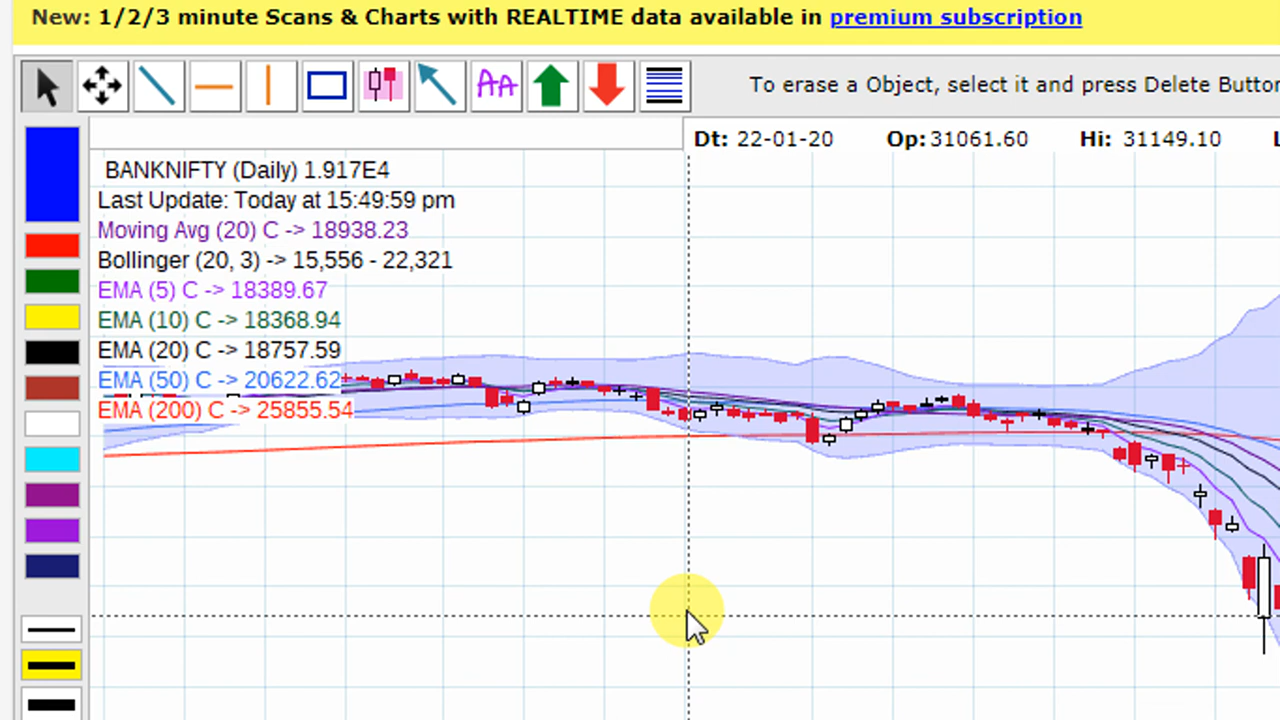 New: 1/2/3 minute Scans & Charts with REALTIME data available in premium subscription
AA
To erase a Object, select it and press Delete Button
Dt: 22-01-20 Op:31061.60 Hi: 31149.10 L
BANKNIFTY (Daily) 1.917E4
Last Update: Today at 15:49:59 pm
Moving Avg (20) C -> 18938.23
Bollinger (20, 3) -> 15,556 - 22,321
EMA (5) C -> 18389.67
EMA (10) C -> 18368.94
EMA (20) C -> 18757.59
EMA (50) C -> 20622.62
EMA (200) C -> 25855.54